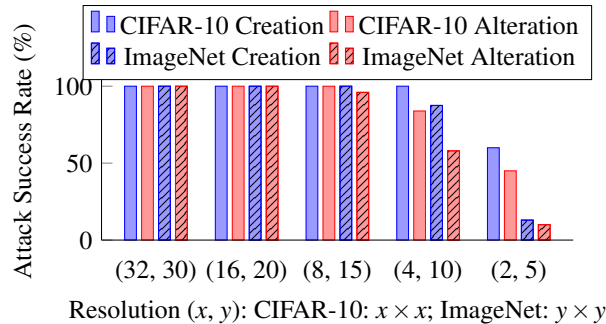 CIFAR-10 Creation CIFAR-10 Alteration
ImageNet Creation ImageNet Alteration
Attack Success Rate (%)
100
50
0
(32, 30) (16, 20) (8, 15) (4, 10) (2, 5)
Resolution (x, y): CIFAR-10: x × x; ImageNet: y × y